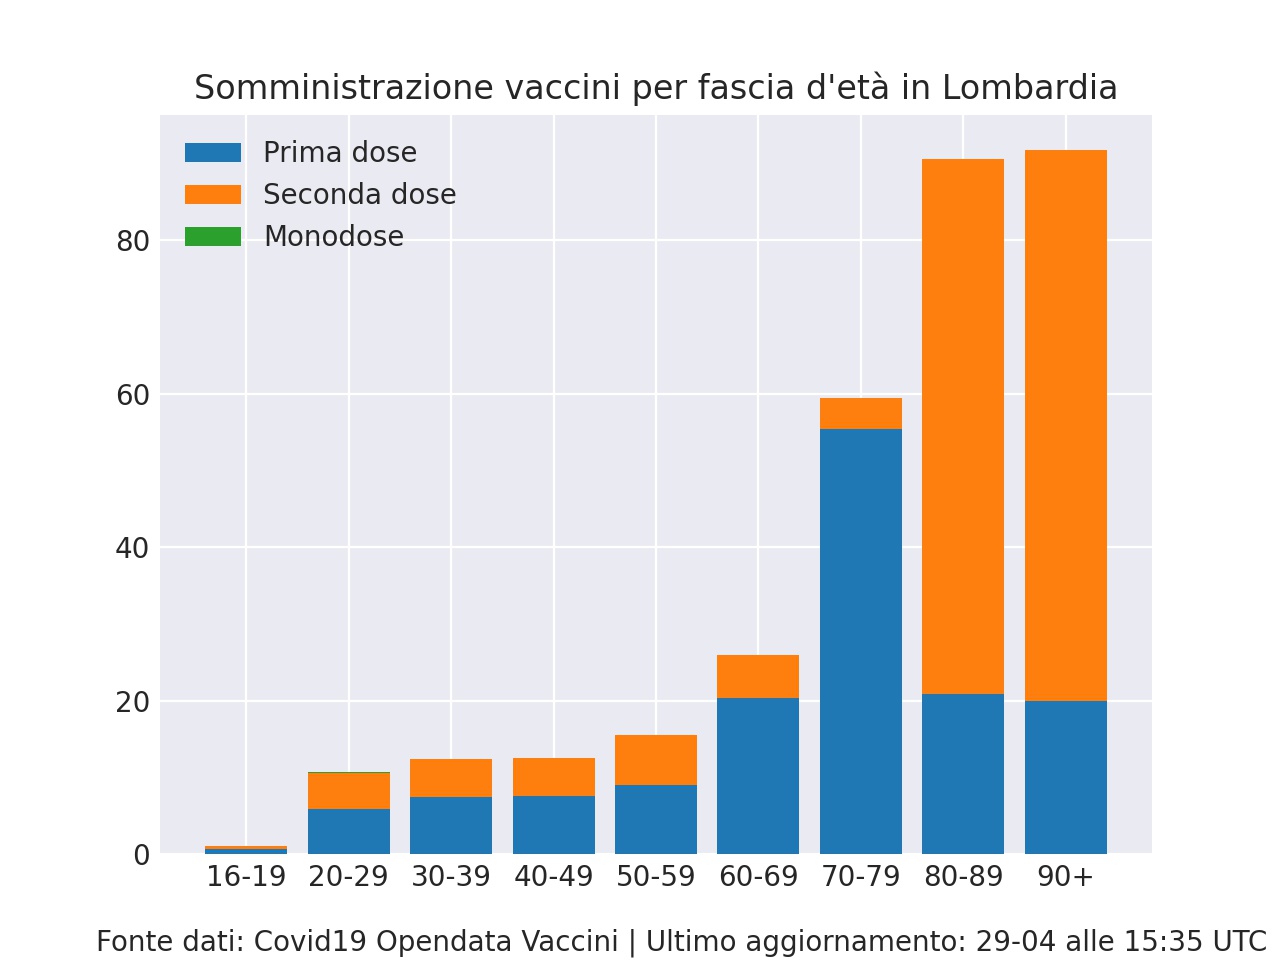 Somministrazione vaccini per fascia d'età in Lombardia
Prima dose
Seconda dose
Monodose
80
60
40
20
0
16-19 20-29 30-39 40-49 50-59 60-69 70-79 80-89 90+
Fonte dati: Covid19 Opendata Vaccini | Ultimo aggiornamento: 29-04 alle 15:35 UTC